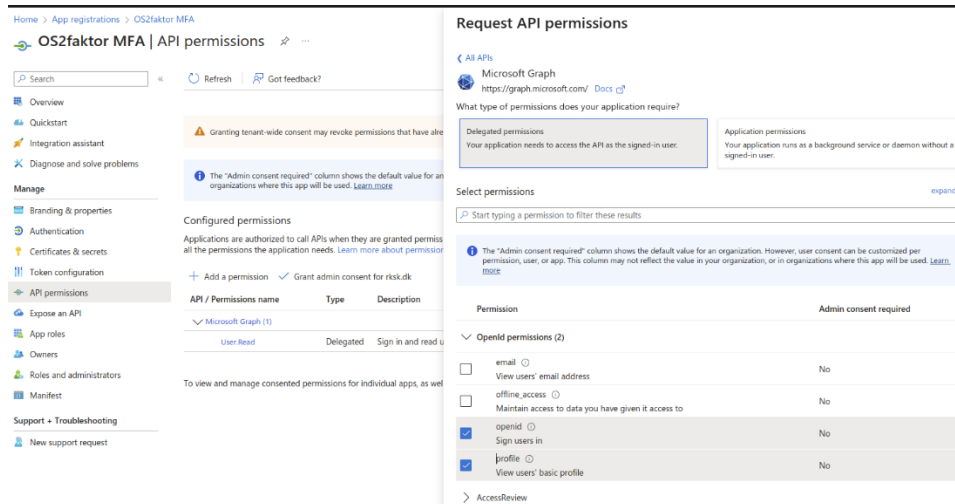 Home > App registrations > OS2faktor MFA
OS2faktor MFA | API permissions
Search
Refresh
Got feedback?
Overview
Quickstart
Integration assistant
Diagnose and solve problems
Manage
Branding & properties
Authentication
Certificates & secrets
Token configuration
API permissions
Expose an API
App roles
Owners
Roles and administrators
Manifest
Support + Troubleshooting
New support request
Granting tenant-wide consent may revoke permissions that have alre
The "Admin consent required" column shows the default value for an
organizations where this app will be used. Learn more
Configured permissions
Applications are authorized to call APIs when they are granted permiss
all the permissions the application needs. Learn more about permission
Add a permission
Grant admin consent for rksk.dk
API / Permissions name Type Description
Microsoft Graph (1)
User.Read Delegated Sign in and read u
To view and manage consented permissions for individual apps, as wel
Request API permissions
All APIs
Microsoft Graph
https://graph.microsoft.com/ Docs
What type of permissions does your application require?
Delegated permissions
Your application needs to access the API as the signed-in user.
Application permissions
Your application runs as a background service or daemon without a
signed-in user.
Select permissions
expand
Start typing a permission to filter these results
The "Admin consent required" column shows the default value for an organization. However, user consent can be customized per
permission, user, or app. This column may not reflect the value in your organization, or in organizations where this app will be used. Learn
more
Permission Admin consent required
OpenId permissions (2)
email
View users' email address
No
offline_access
Maintain access to data you have given it access to
No
openid
Sign users in
No
profile
View users' basic profile
No
AccessReview